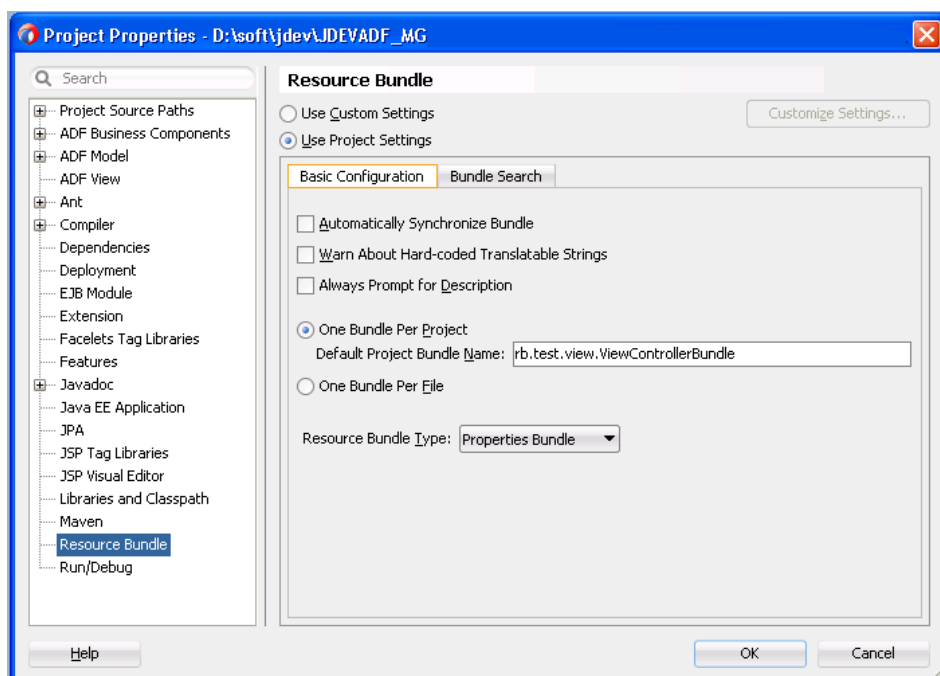 Project Properties - D:\soft\jdev\JDEVADF_MG
Search
Project Source Paths
ADF Business Components
ADF Model
ADF View
Ant
Compiler
Dependencies
Deployment
EJB Module
Extension
Facelets Tag Libraries
Features
Javadoc
Java EE Application
JPA
JSP Tag Libraries
JSP Visual Editor
Libraries and Classpath
Maven
Resource Bundle
Run/Debug
Resource Bundle
Use Custom Settings
Customize Settings...
Use Project Settings
Basic Configuration Bundle Search
Automatically Synchronize Bundle
Warn About Hard-coded Translatable Strings
Always Prompt for Description
One Bundle Per Project
Default Project Bundle Name: rb.test.view.ViewControllerBundle
One Bundle Per File
Resource Bundle Type: Properties Bundle
Help OK Cancel